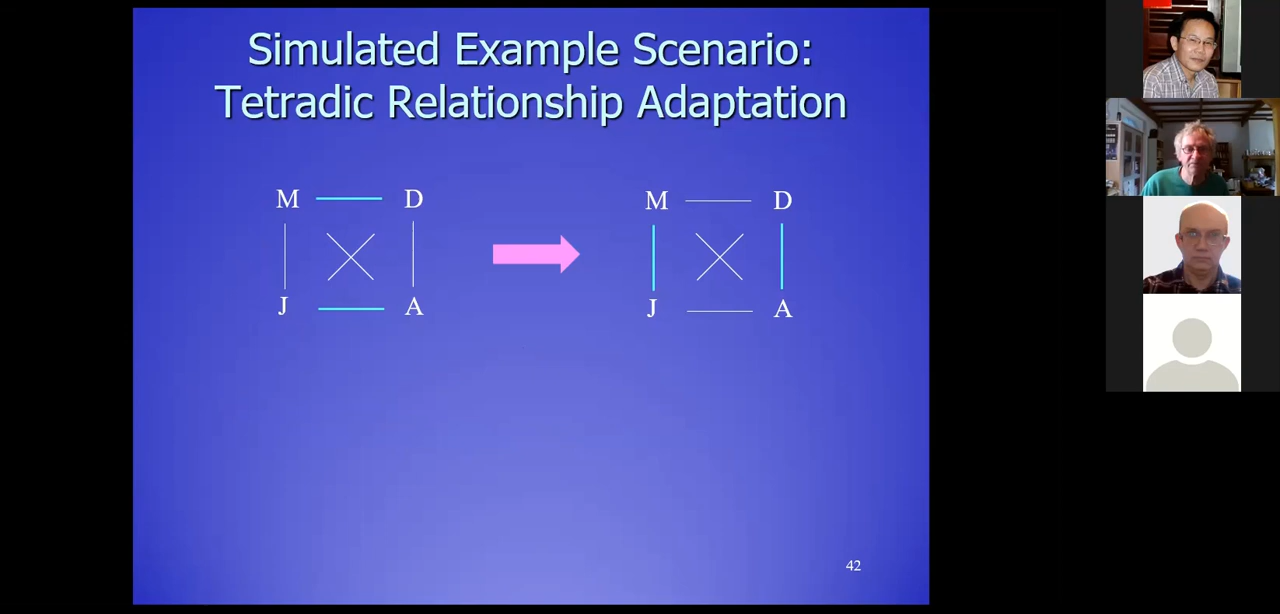 Simulated Example Scenario:
Tetradic Relationship Adaptation
M D M D
J A J A
42